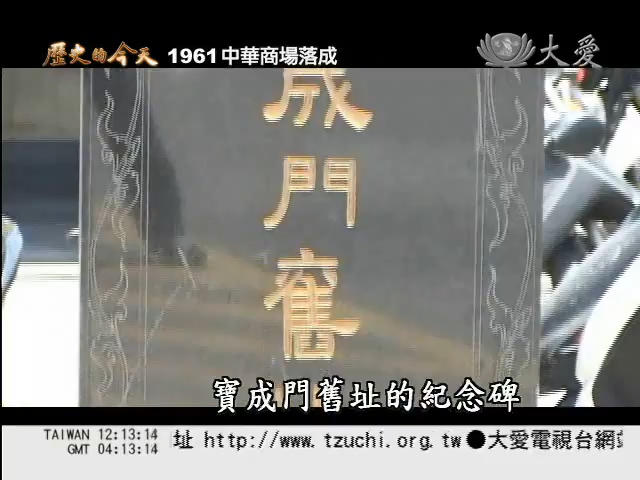 歷史的今天 1961中華商場落成
大愛
成
門
舊
寶成門舊址的紀念碑
TAIWAN 12:13:14
GMT 04:13:14
址 http://www.tzuchi.org.tw●大愛電視台網